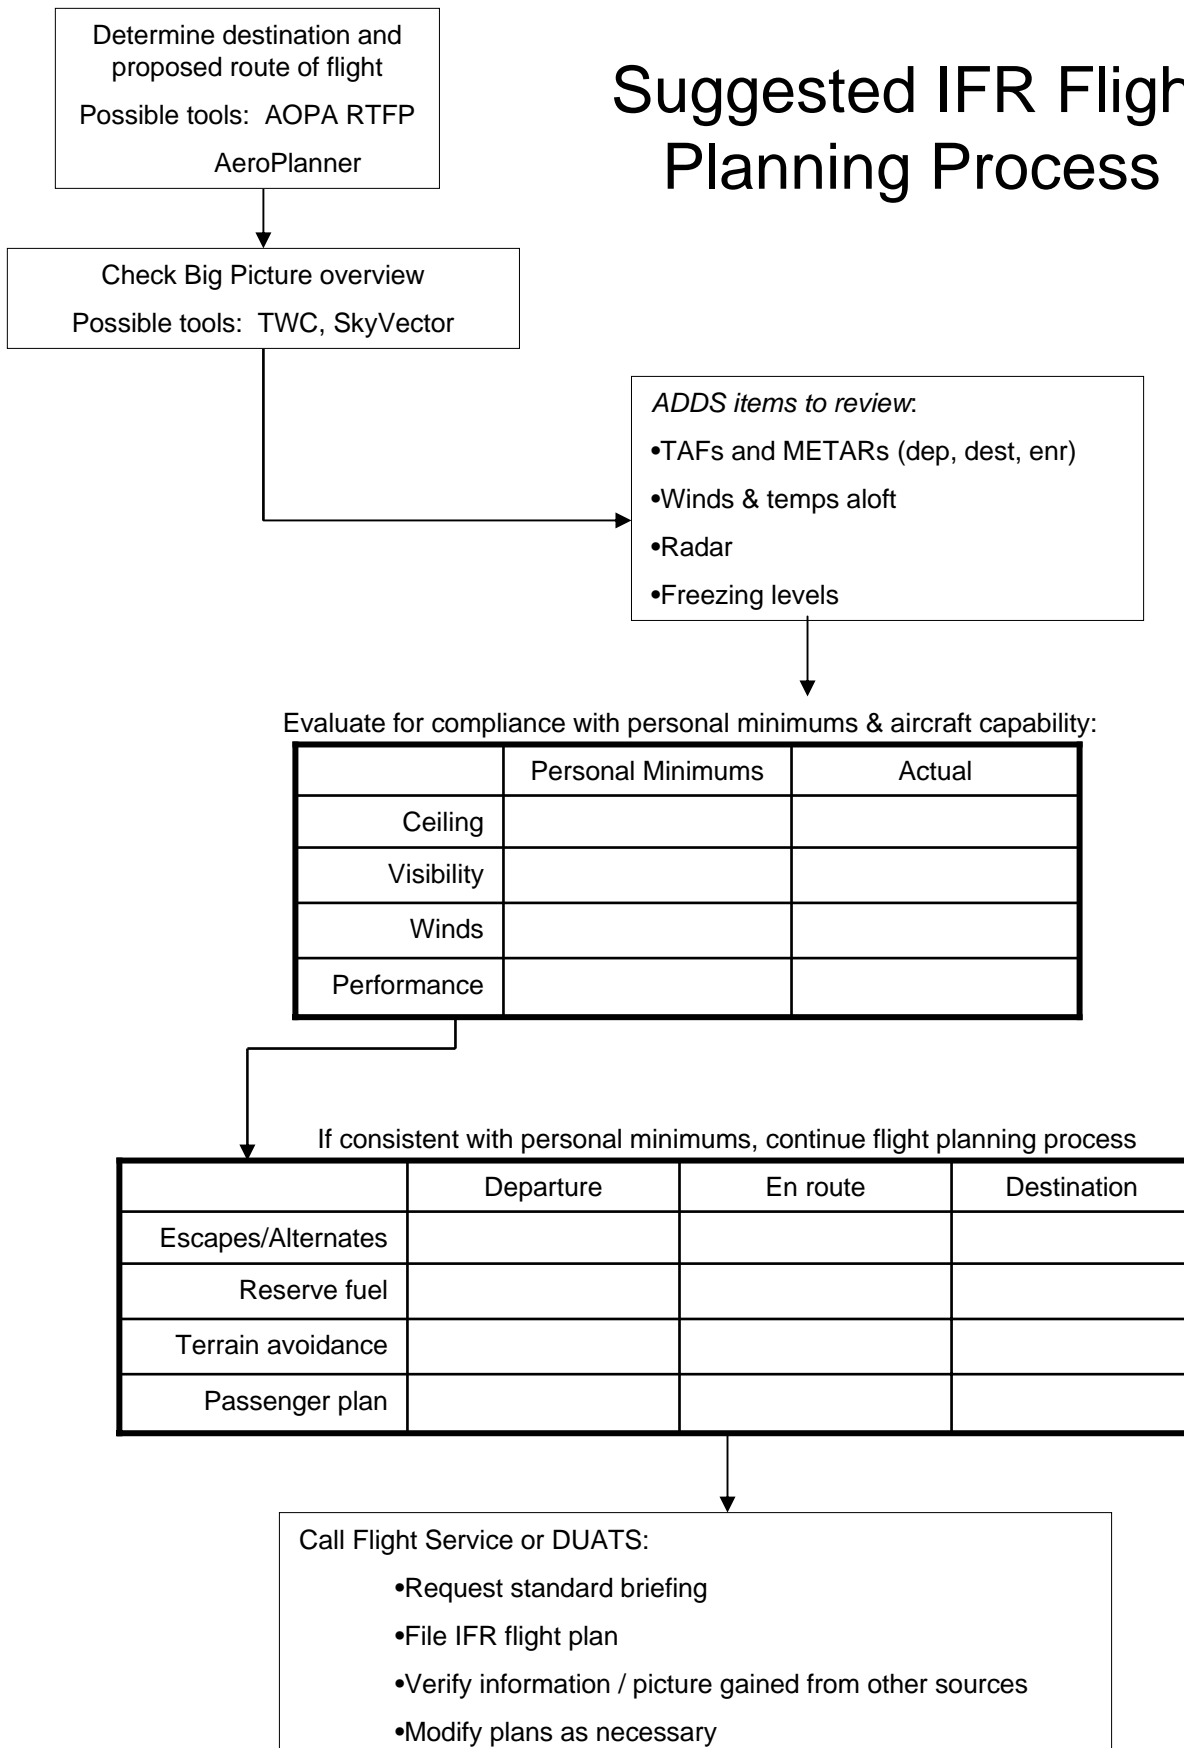 Determine destination and
proposed route of flight
Possible tools:  AOPA RTFP
AeroPlanner
Suggested IFR Fligh
Planning Process
Check Big Picture overview
Possible tools:  TWC, SkyVector
ADDS items to review:
•TAFs and METARs (dep, dest, enr)
•Winds & temps aloft
•Radar
•Freezing levels
Evaluate for compliance with personal minimums & aircraft capability:
Personal Minimums Actual
Ceiling
Visibility
Winds
Performance
If consistent with personal minimums, continue flight planning process
Departure En route Destination
Escapes/Alternates
Reserve fuel
Terrain avoidance
Passenger plan
Call Flight Service or DUATS:
•Request standard briefing
•File IFR flight plan
•Verify information / picture gained from other sources
•Modify plans as necessary